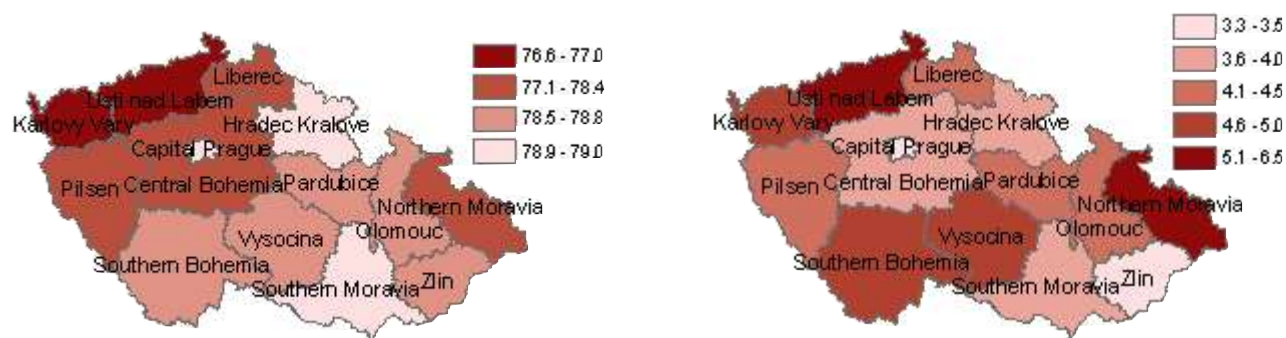 76.6 - 77.0
77.1 - 78.4
78.5 - 78.8
78.9 - 79.0
Liberec
Usti nad Labem
Karlovy Vary
Hradec Kralove
Capital Prague
Pilsen
Central Bohemia
Pardubice
Northern Moravia
Olomouc
Vysocina
Southern Bohemia
Southern Moravia
Zlin
3.3 - 3.5
3.6 - 4.0
4.1 - 4.5
4.6 - 5.0
5.1 - 6.5
Liberec
Usti nad Labem
Karlovy Vary
Hradec Kralove
Capital Prague
Pilsen
Central Bohemia
Pardubice
Northern Moravia
Olomouc
Vysocina
Southern Bohemia
Southern Moravia
Zlin